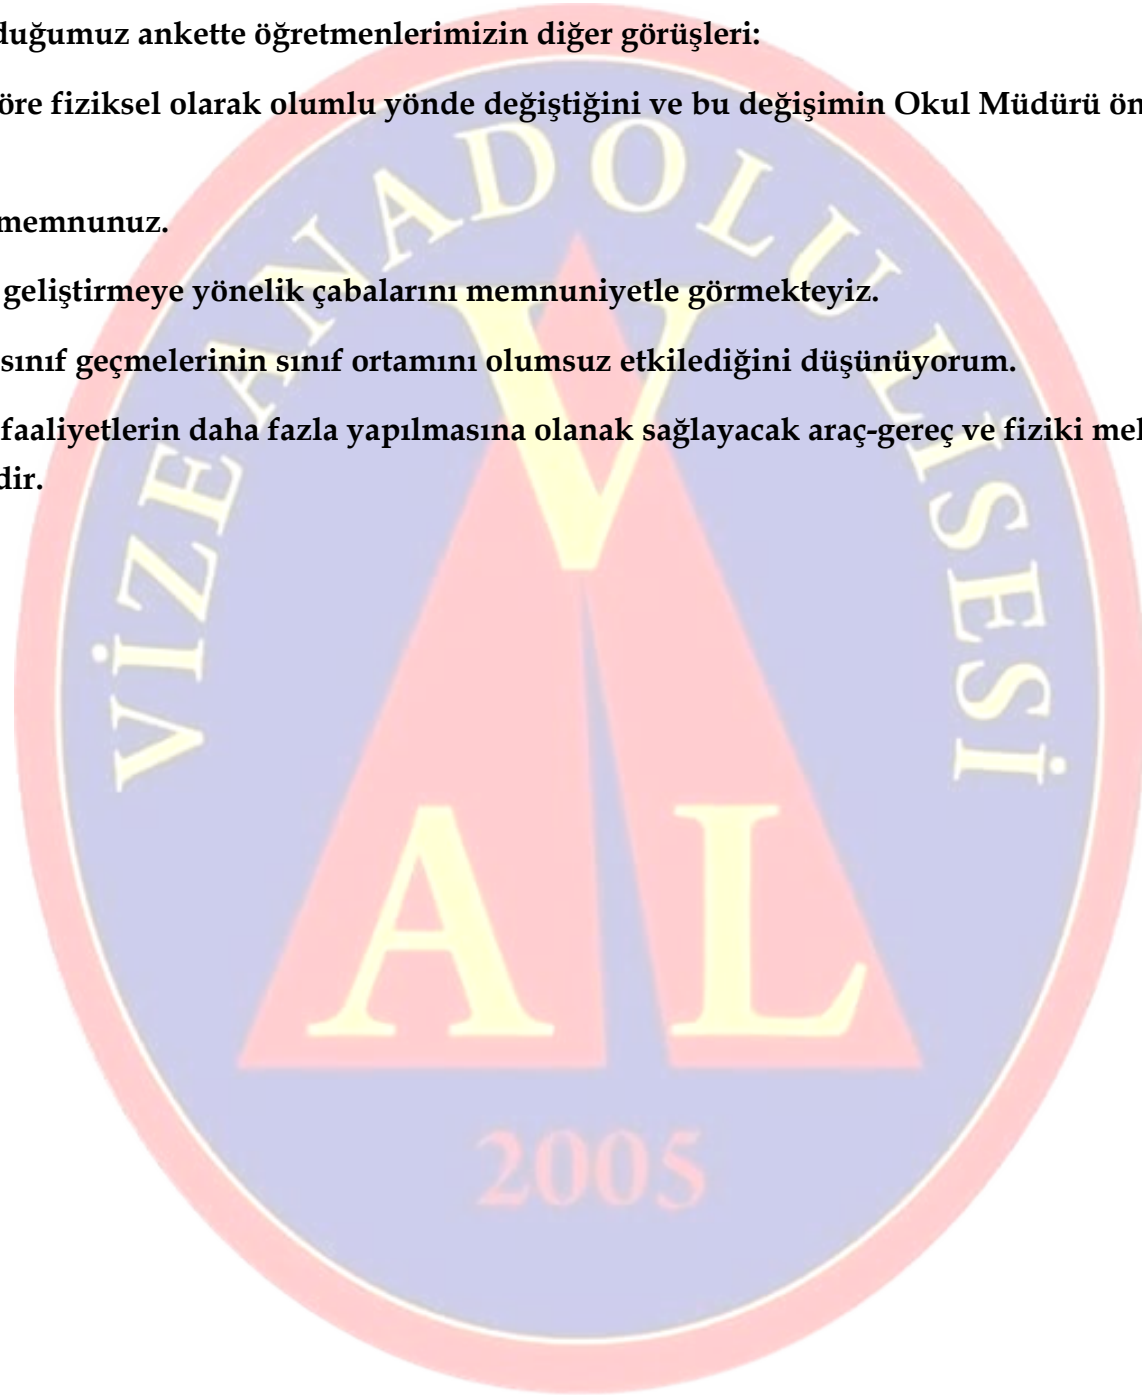 duğumuz ankette öğretmenlerimizin diğer görüşleri:
öre fiziksel olarak olumlu yönde değiştiğini ve bu değişimin Okul Müdürü ön
memnunuz.
geliştirmeye yönelik çabalarını memnuniyetle görmekteyiz.
sınıf geçmelerinin sınıf ortamını olumsuz etkilediğini düşünüyorum.
faaliyetlerin daha fazla yapılmasına olanak sağlayacak araç-gereç ve fiziki mek
dir.
VİZE ANADOLU LİSESİ
V
A L
2005